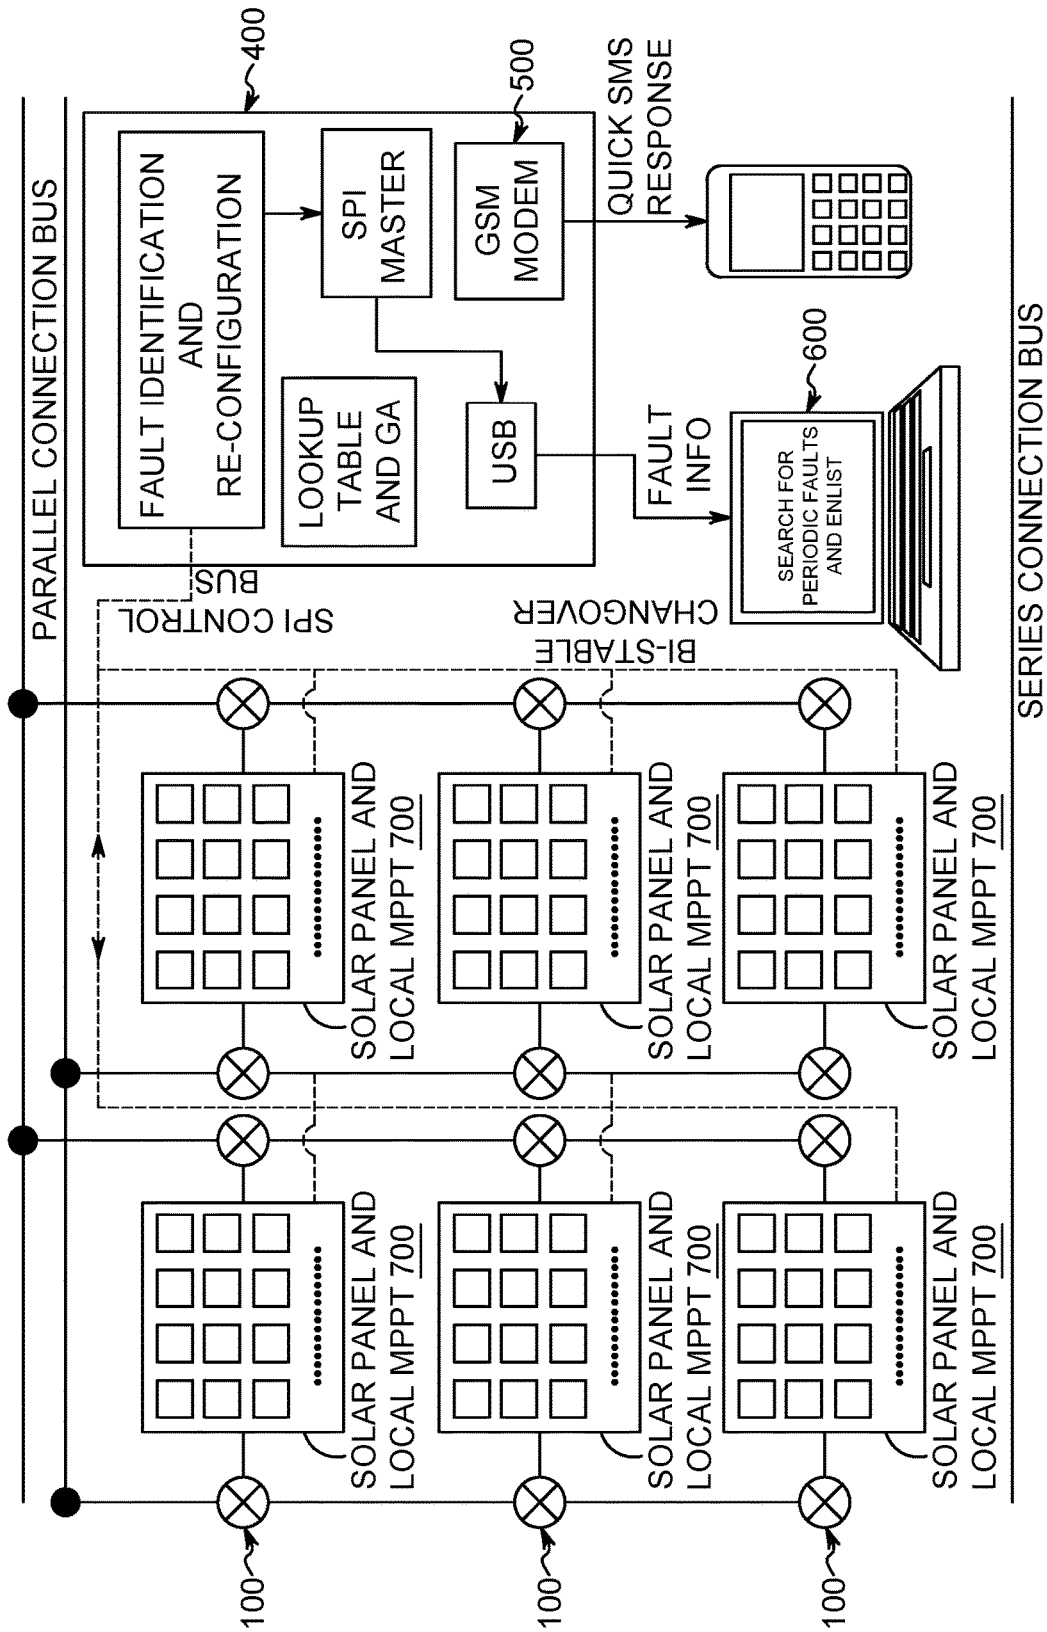 PARALLEL CONNECTION BUS
400
FAULT IDENTIFICATION
AND
RE-CONFIGURATION
SPI
MASTER
500
GSM
MODEM
QUICK SMS
RESPONSE
LOOKUP
TABLE
AND GA
USB
FAULT
INFO
600
SEARCH FOR
PERIODIC FAULTS
AND ENLIST
SPI CONTROL
BUS
BI-STABLE
CHANGOVER
SOLAR PANEL AND
LOCAL MPPT 700
SOLAR PANEL AND
LOCAL MPPT 700
SOLAR PANEL AND
LOCAL MPPT 700
SOLAR PANEL AND
LOCAL MPPT 700
SOLAR PANEL AND
LOCAL MPPT 700
SOLAR PANEL AND
LOCAL MPPT 700
100
100
100
SERIES CONNECTION BUS